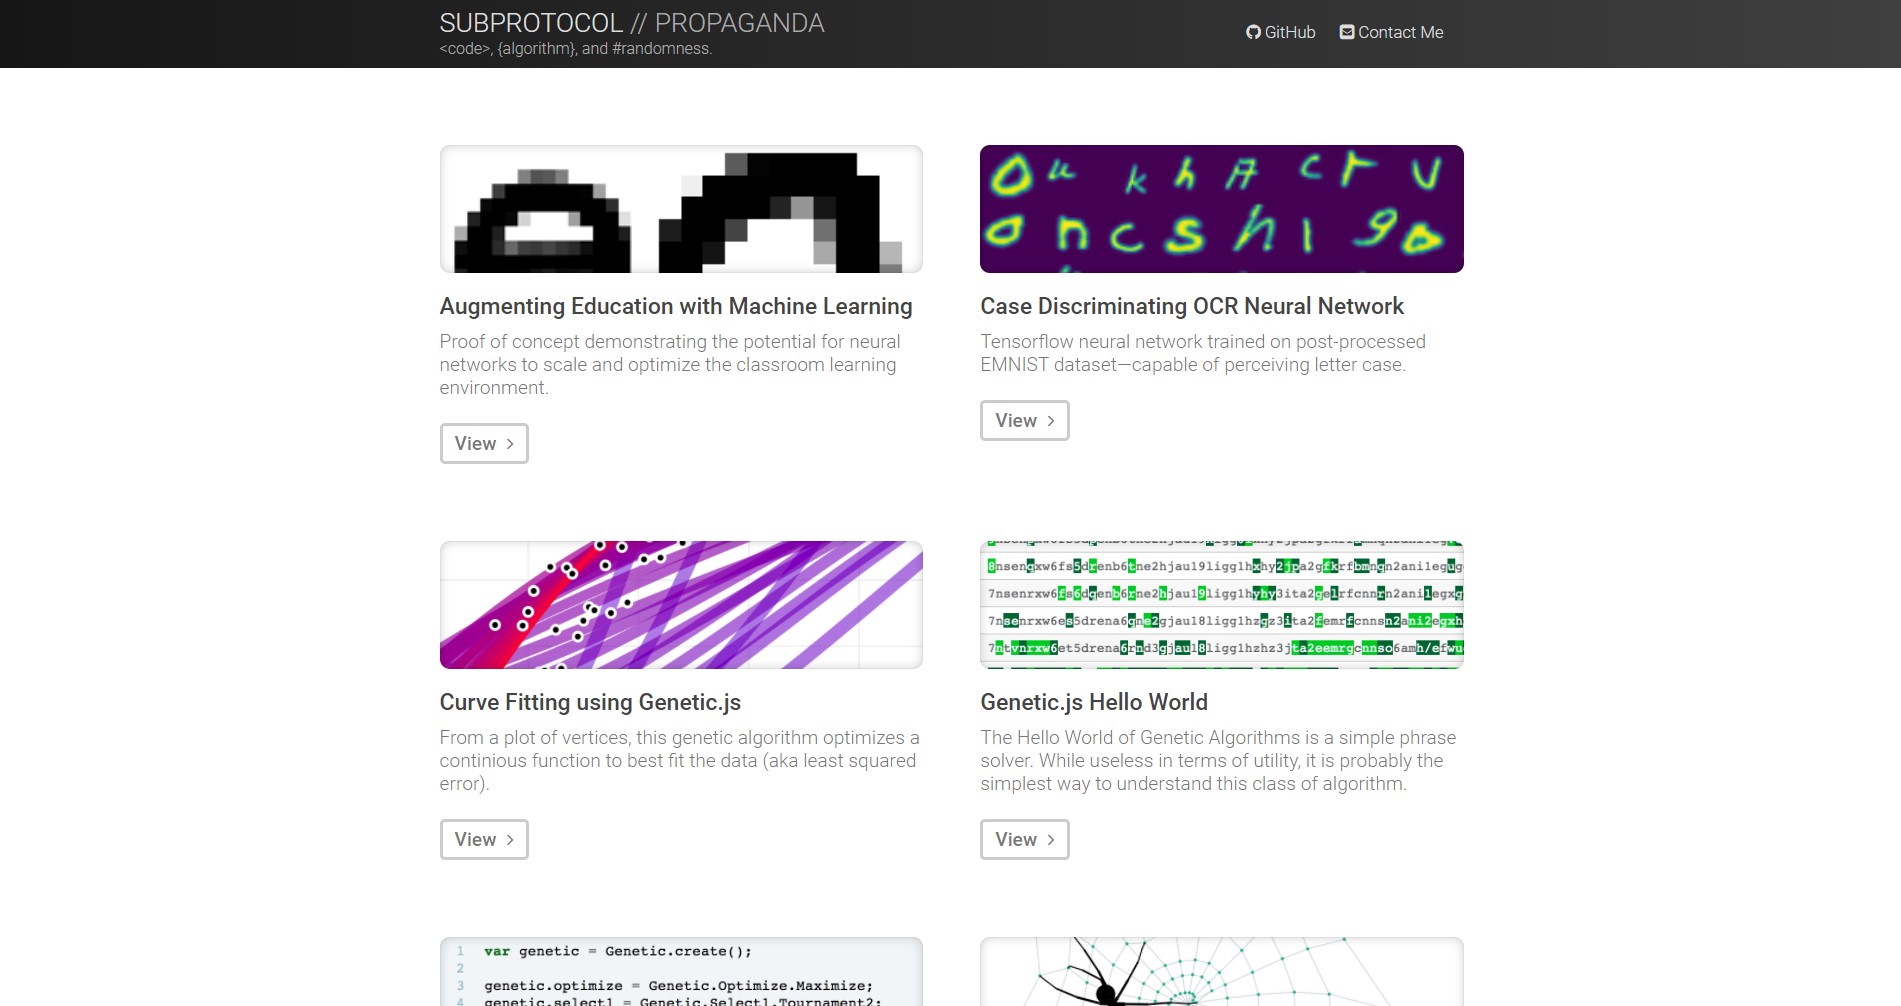 SUBPROTOCOL // PROPAGANDA
<code>, {algorithm}, and #randomness.
GitHub
Contact Me
Augmenting Education with Machine Learning
Proof of concept demonstrating the potential for neural
networks to scale and optimize the classroom learning
environment.
View
Case Discriminating OCR Neural Network
Tensorflow neural network trained on post-processed
EMNIST dataset—capable of perceiving letter case.
View
Curve Fitting using Genetic.js
From a plot of vertices, this genetic algorithm optimizes a
continious function to best fit the data (aka least squared
error).
View
Genetic.js Hello World
The Hello World of Genetic Algorithms is a simple phrase
solver. While useless in terms of utility, it is probably the
simplest way to understand this class of algorithm.
View
1 var genetic = Genetic.create();
2
3 genetic.optimize = Genetic.Optimize.Maximize;
4 genetic.select1 = Genetic.Select1.Tournament2;